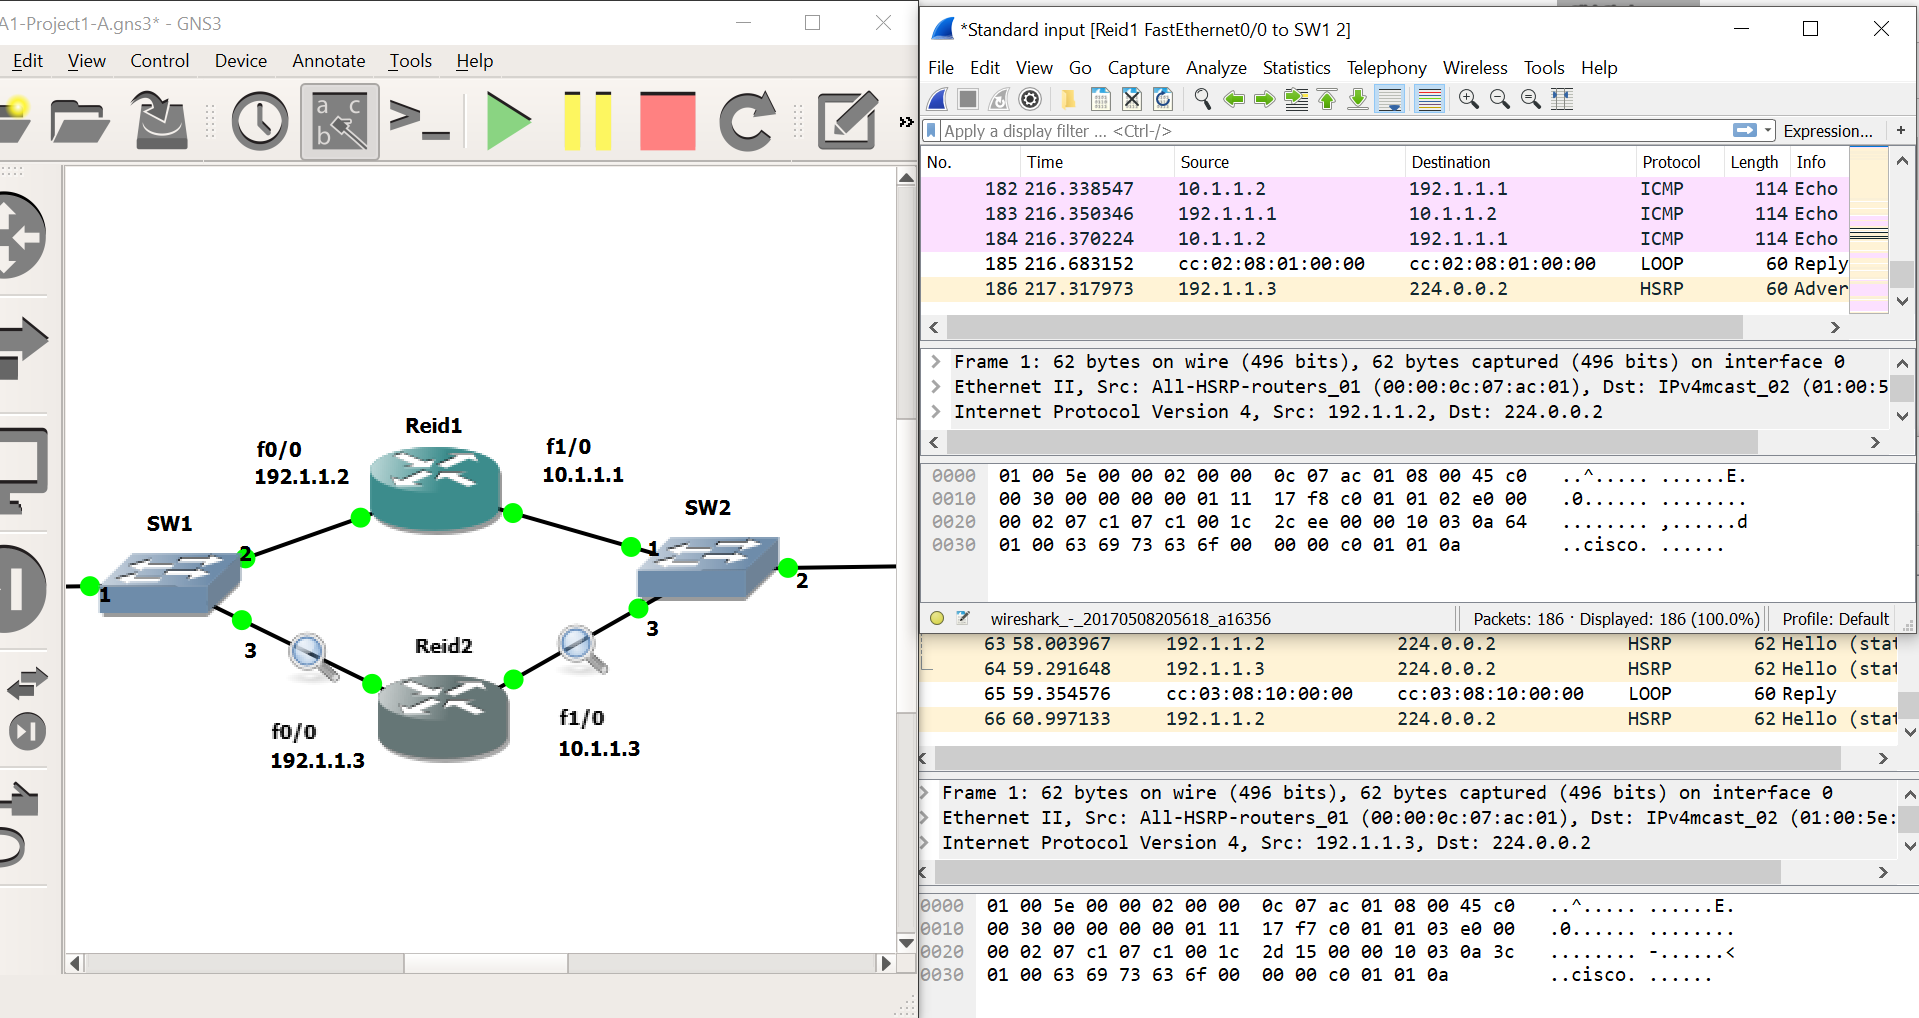 A1-Project1-A.gns3* - GNS3
Edit View Control Device Annotate Tools Help
a c
b
»
Reid1
f0/0
192.1.1.2
f1/0
10.1.1.1
SW1
SW2
2
1
1
2
3
3
Reid2
f0/0
192.1.1.3
f1/0
10.1.1.3
*Standard input [Reid1 FastEthernet0/0 to SW1 2]
File Edit View Go Capture Analyze Statistics Telephony Wireless Tools Help
Apply a display filter ... <Ctrl-/> Expression... +
No. Time Source Destination Protocol Length Info
182 216.338547 10.1.1.2 192.1.1.1 ICMP 114 Echo
183 216.350346 192.1.1.1 10.1.1.2 ICMP 114 Echo
184 216.370224 10.1.1.2 192.1.1.1 ICMP 114 Echo
185 216.683152 cc:02:08:01:00:00 cc:02:08:01:00:00 LOOP 60 Reply
186 217.317973 192.1.1.3 224.0.0.2 HSRP 60 Adver
Frame 1: 62 bytes on wire (496 bits), 62 bytes captured (496 bits) on interface 0
Ethernet II, Src: All-HSRP-routers_01 (00:00:0c:07:ac:01), Dst: IPv4mcast_02 (01:00:5
Internet Protocol Version 4, Src: 192.1.1.2, Dst: 224.0.0.2
0000 01 00 5e 00 00 02 00 00 0c 07 ac 01 08 00 45 c0 ..^..... ......E.
0010 00 30 00 00 00 00 01 11 17 f8 c0 01 01 02 e0 00 .0...... ........
0020 00 02 07 c1 07 c1 00 1c 2c ee 00 00 10 03 0a 64 ........ ,......d
0030 01 00 63 69 73 63 6f 00 00 00 c0 01 01 0a ..cisco. ......
wireshark_-_20170508205618_a16356 Packets: 186 · Displayed: 186 (100.0%) Profile: Default
63 58.003967 192.1.1.2 224.0.0.2 HSRP 62 Hello (stat
64 59.291648 192.1.1.3 224.0.0.2 HSRP 62 Hello (stat
65 59.354576 cc:03:08:10:00:00 cc:03:08:10:00:00 LOOP 60 Reply
66 60.997133 192.1.1.2 224.0.0.2 HSRP 62 Hello (stat
Frame 1: 62 bytes on wire (496 bits), 62 bytes captured (496 bits) on interface 0
Ethernet II, Src: All-HSRP-routers_01 (00:00:0c:07:ac:01), Dst: IPv4mcast_02 (01:00:5e:
Internet Protocol Version 4, Src: 192.1.1.3, Dst: 224.0.0.2
0000 01 00 5e 00 00 02 00 00 0c 07 ac 01 08 00 45 c0 ..^..... ......E.
0010 00 30 00 00 00 00 01 11 17 f7 c0 01 01 03 e0 00 .0...... ........
0020 00 02 07 c1 07 c1 00 1c 2d 15 00 00 10 03 0a 3c ........ -......<
0030 01 00 63 69 73 63 6f 00 00 00 c0 01 01 0a ..cisco. ......